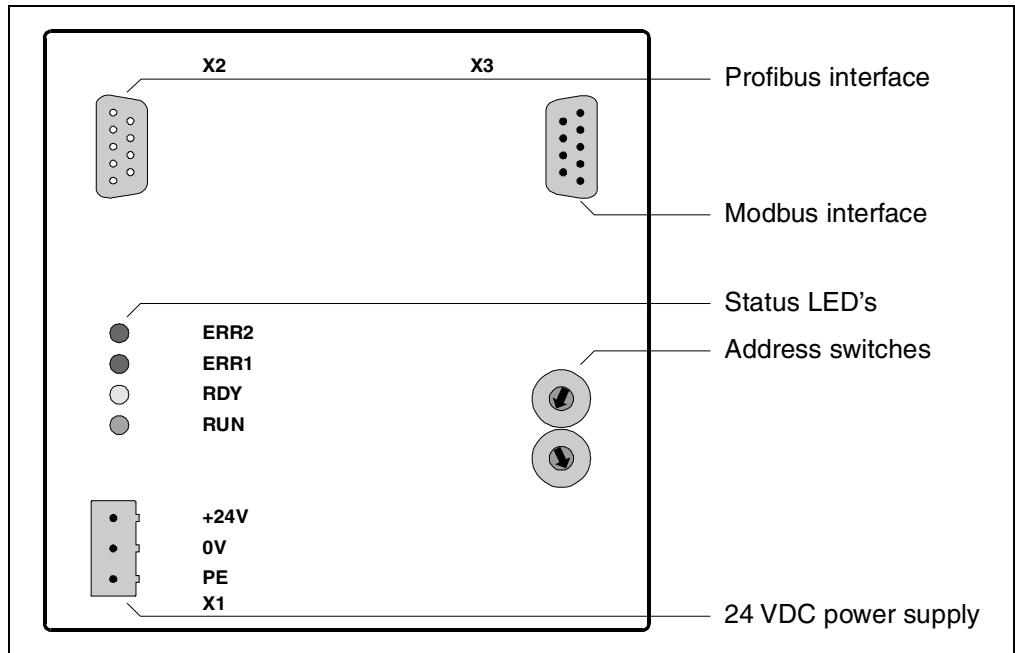 X2 X3
Profibus interface
Modbus interface
Status LED's
ERR2
ERR1
Address switches
RDY
RUN
+24V
0V
PE
X1
24 VDC power supply